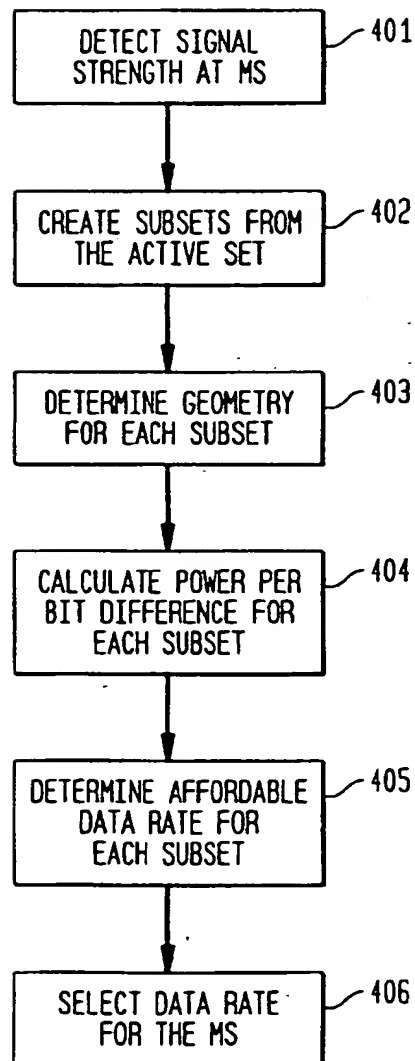 DETECT SIGNAL
STRENGTH AT MS
401
CREATE SUBSETS FROM
THE ACTIVE SET
402
DETERMINE GEOMETRY
FOR EACH SUBSET
403
CALCULATE POWER PER
BIT DIFFERENCE FOR
EACH SUBSET
404
DETERMINE AFFORDABLE
DATA RATE FOR
EACH SUBSET
405
SELECT DATA RATE
FOR THE MS
406